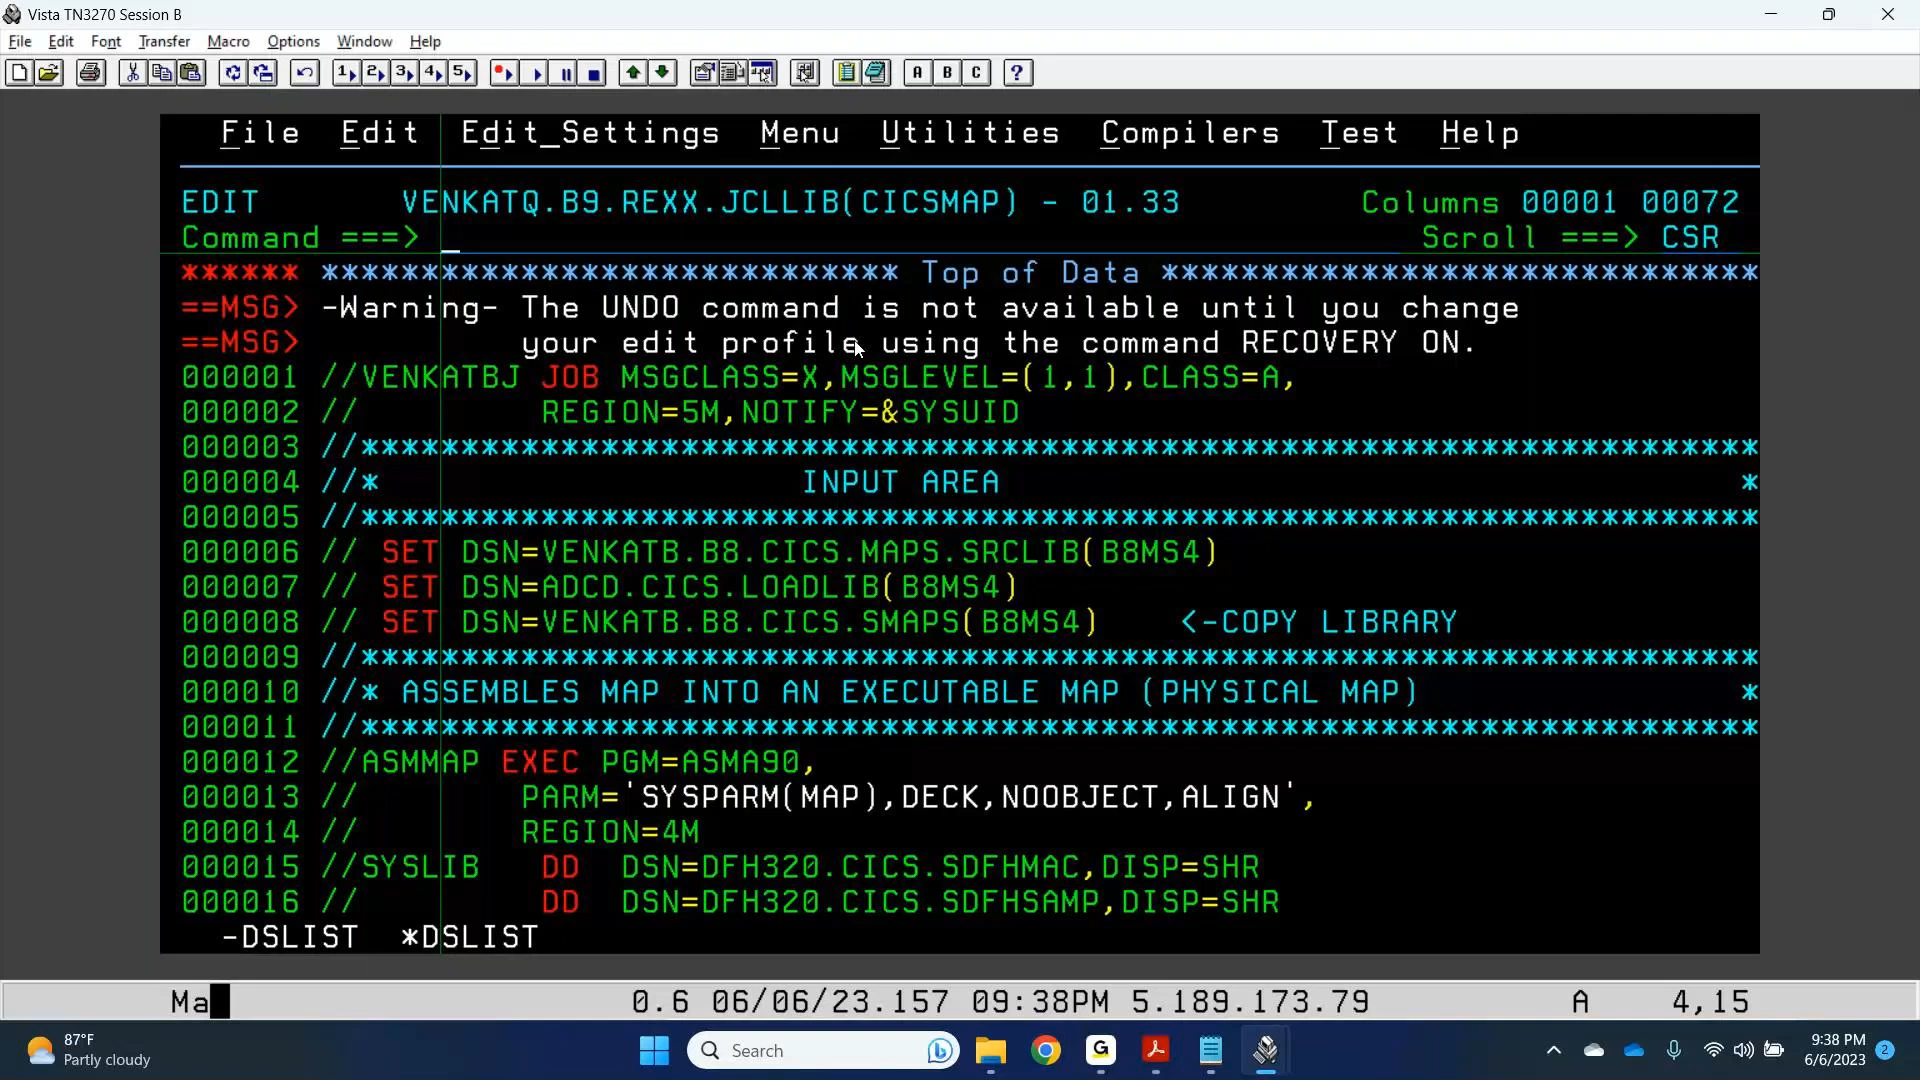 Vista TN3270 Session B
File Edit Font Transfer Macro Options Window Help
1 2 3 4 5 A B C ?
File Edit Edit_Settings Menu Utilities Compilers Test Help
EDIT VENKATQ.B9.REXX.JCLLIB(CICSMAP) - 01.33 Columns 00001 00072
Command ===> _ Scroll ===> CSR
****** ***************************** Top of Data ******************************
==MSG> -Warning- The UNDO command is not available until you change
==MSG> your edit profile using the command RECOVERY ON.
000001 //VENKATBJ JOB MSGCLASS=X,MSGLEVEL=(1,1),CLASS=A,
000002 // REGION=5M,NOTIFY=&SYSUID
000003 //**********************************************************************
000004 //* INPUT AREA *
000005 //**********************************************************************
000006 // SET DSN=VENKATB.B8.CICS.MAPS.SRCLIB(B8MS4)
000007 // SET DSN=ADCD.CICS.LOADLIB(B8MS4)
000008 // SET DSN=VENKATB.B8.CICS.SMAPS(B8MS4) <-COPY LIBRARY
000009 //**********************************************************************
000010 //* ASSEMBLES MAP INTO AN EXECUTABLE MAP (PHYSICAL MAP) *
000011 //**********************************************************************
000012 //ASMMAP EXEC PGM=ASMA90,
000013 // PARM='SYSPARM(MAP),DECK,NOOBJECT,ALIGN',
000014 // REGION=4M
000015 //SYSLIB DD DSN=DFH320.CICS.SDFHMAC,DISP=SHR
000016 // DD DSN=DFH320.CICS.SDFHSAMP,DISP=SHR
-DSLIST *DSLIST
Ma 0.6 06/06/23.157 09:38PM 5.189.173.79 A 4,15
87°F
Partly cloudy
Search
9:38 PM
6/6/2023
2